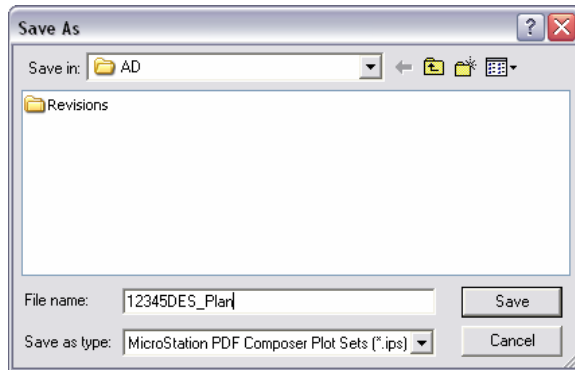 Save As
Save in: AD
Revisions
File name: 12345DES_Plan
Save
Save as type: MicroStation PDF Composer Plot Sets (*.ips)
Cancel